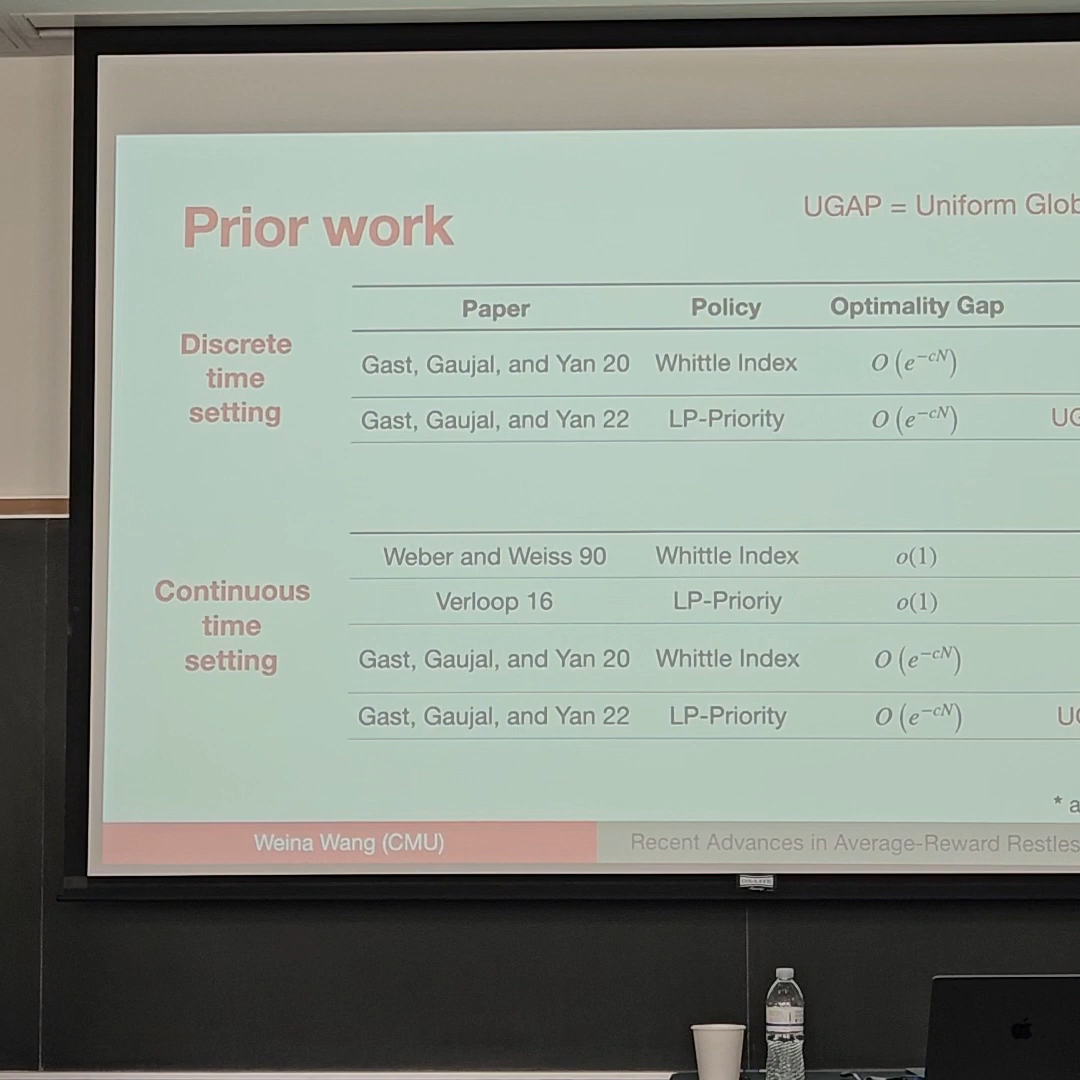 Prior work
UGAP = Uniform Glob
Paper Policy Optimality Gap
Discrete
time
setting
Gast, Gaujal, and Yan 20 Whittle Index O(e^{-cN})
Gast, Gaujal, and Yan 22 LP-Priority O(e^{-cN}) UG
Continuous
time
setting
Weber and Weiss 90 Whittle Index o(1)
Verloop 16 LP-Prioriy o(1)
Gast, Gaujal, and Yan 20 Whittle Index O(e^{-cN})
Gast, Gaujal, and Yan 22 LP-Priority O(e^{-cN}) UG
* a
Weina Wang (CMU)
Recent Advances in Average-Reward Restles